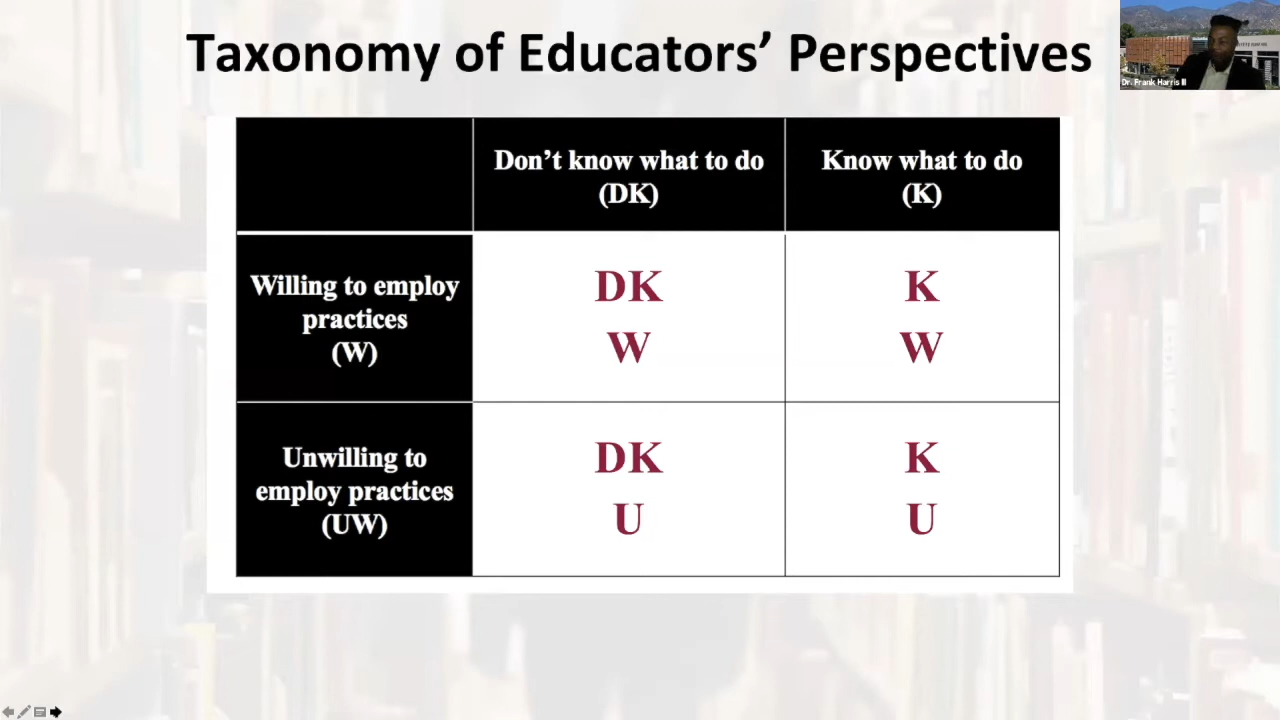 Taxonomy of Educators’ Perspectives
Dr. Frank Harris III
Don’t know what to do
(DK)
Know what to do
(K)
Willing to employ
practices
(W)
DK
W
K
W
Unwilling to
employ practices
(UW)
DK
U
K
U